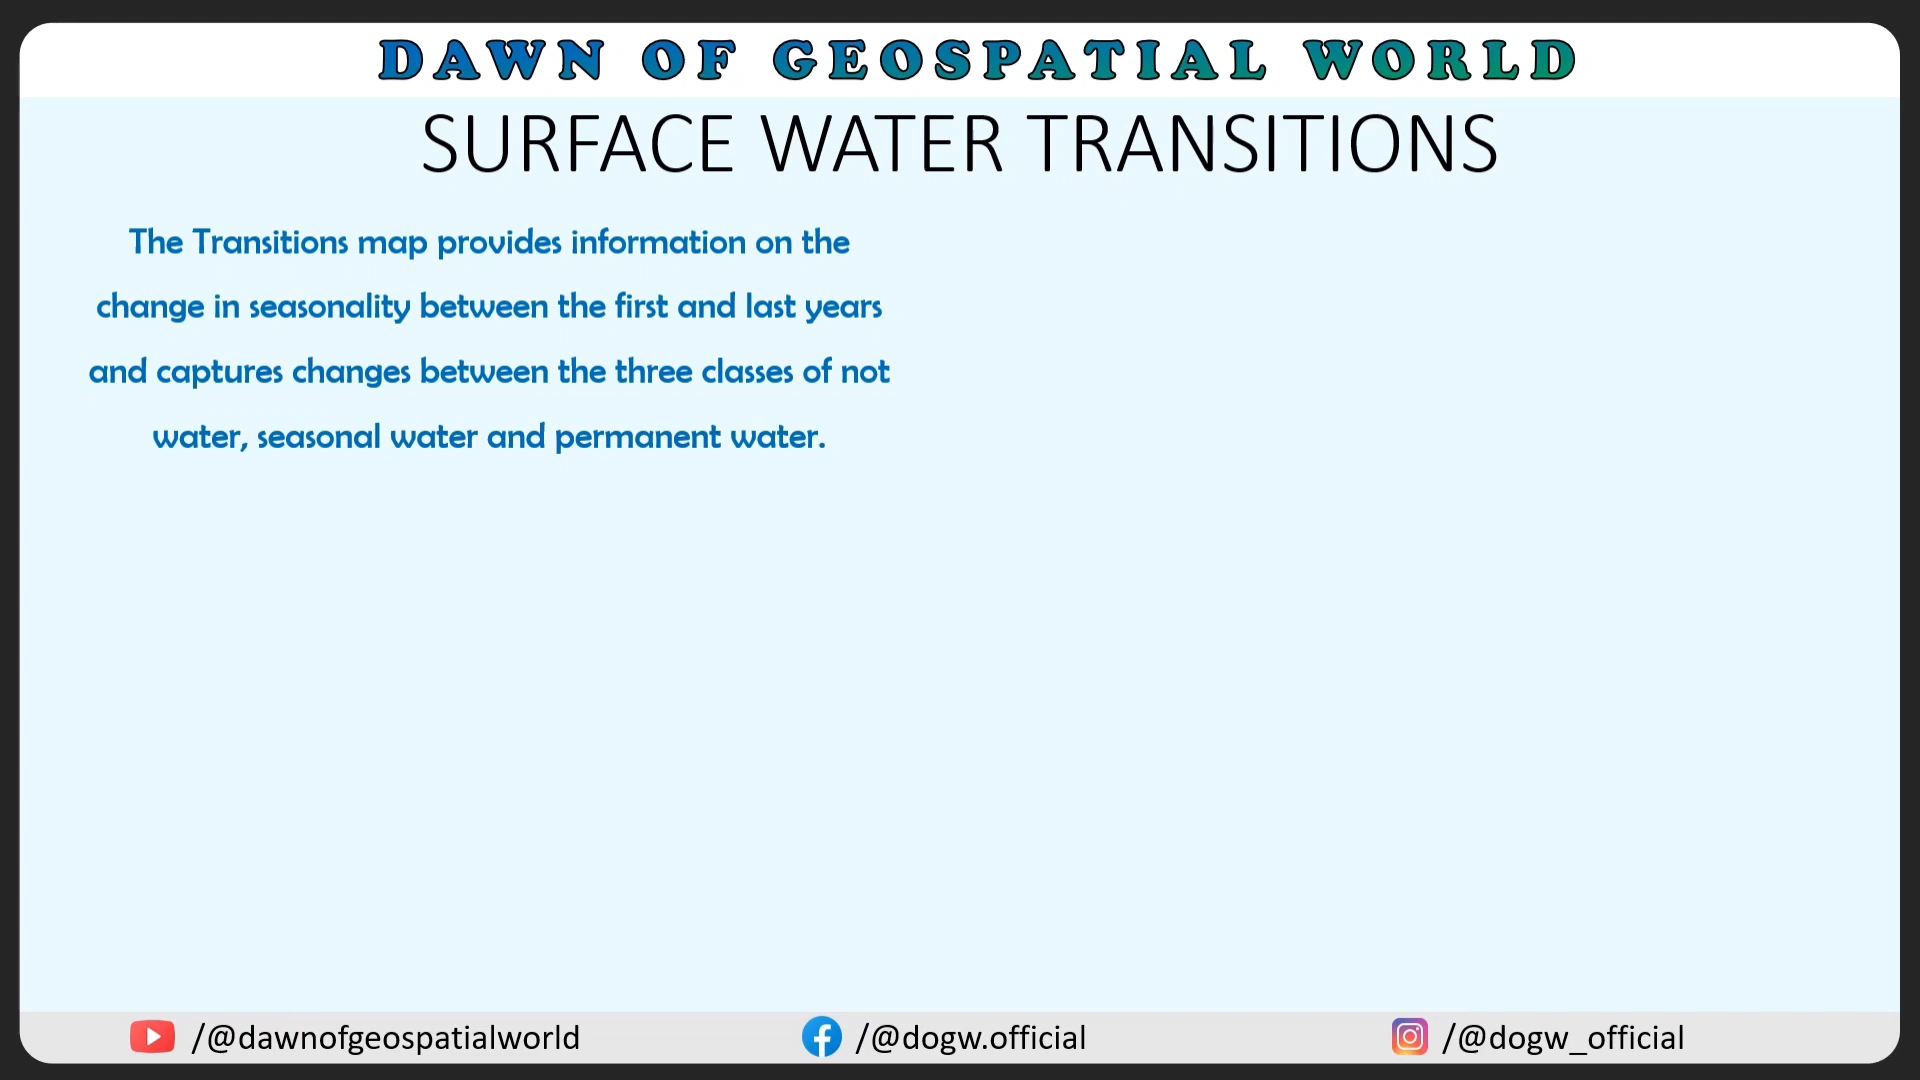 DAWN OF GEOSPATIAL WORLD
SURFACE WATER TRANSITIONS
The Transitions map provides information on the
change in seasonality between the first and last years
and captures changes between the three classes of not
water, seasonal water and permanent water.
/@dawnofgeospatialworld
/@dogw.official
/@dogw_official